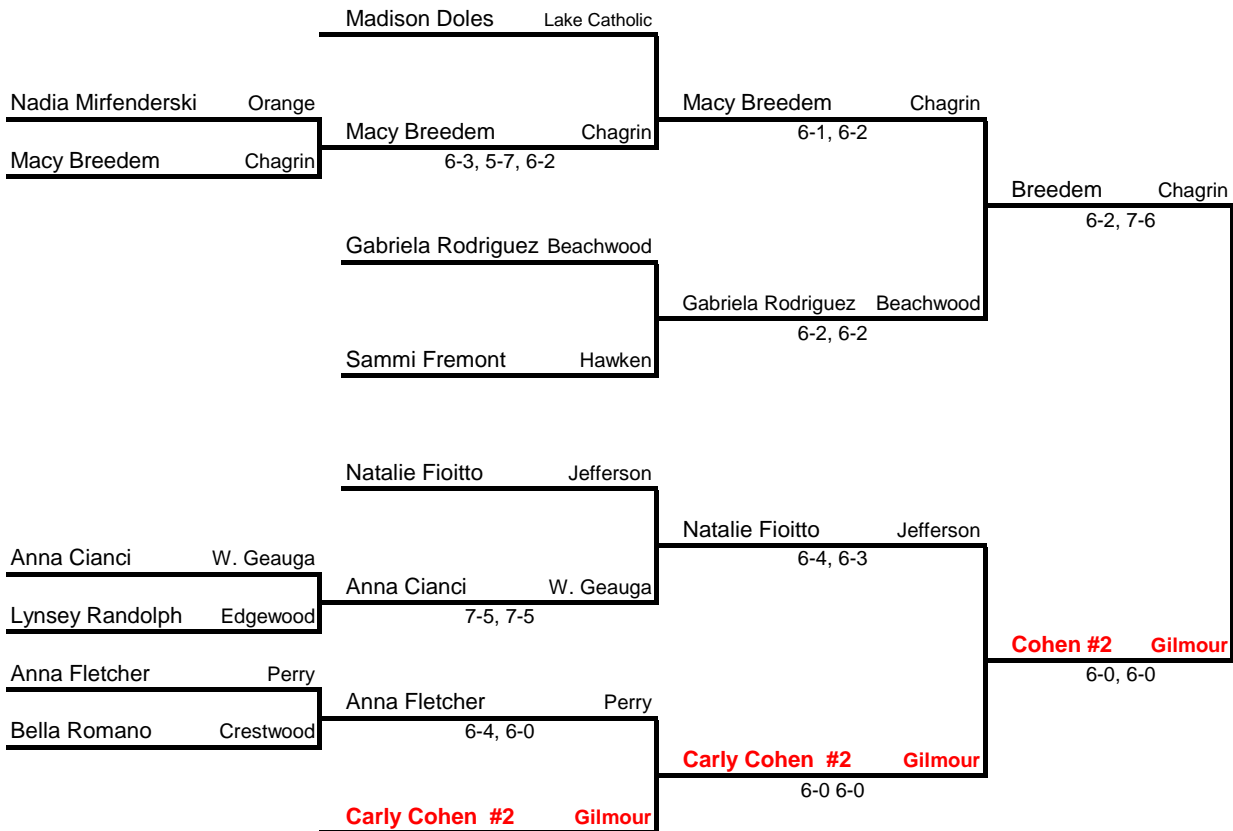 Madison Doles Lake Catholic
Nadia Mirfenderski Orange
Macy Breedem Chagrin
6-1, 6-2
Macy Breedem Chagrin
6-3, 5-7, 6-2
Macy Breedem Chagrin
Breedem Chagrin
6-2, 7-6
Gabriela Rodriguez Beachwood
Gabriela Rodriguez Beachwood
6-2, 6-2
Sammi Fremont Hawken
Natalie Fioitto Jefferson
Natalie Fioitto Jefferson
6-4, 6-3
Anna Cianci W. Geauga
Anna Cianci W. Geauga
7-5, 7-5
Lynsey Randolph Edgewood
Cohen #2 Gilmour
6-0, 6-0
Anna Fletcher Perry
Anna Fletcher Perry
6-4, 6-0
Bella Romano Crestwood
Carly Cohen #2 Gilmour
6-0 6-0
Carly Cohen #2 Gilmour